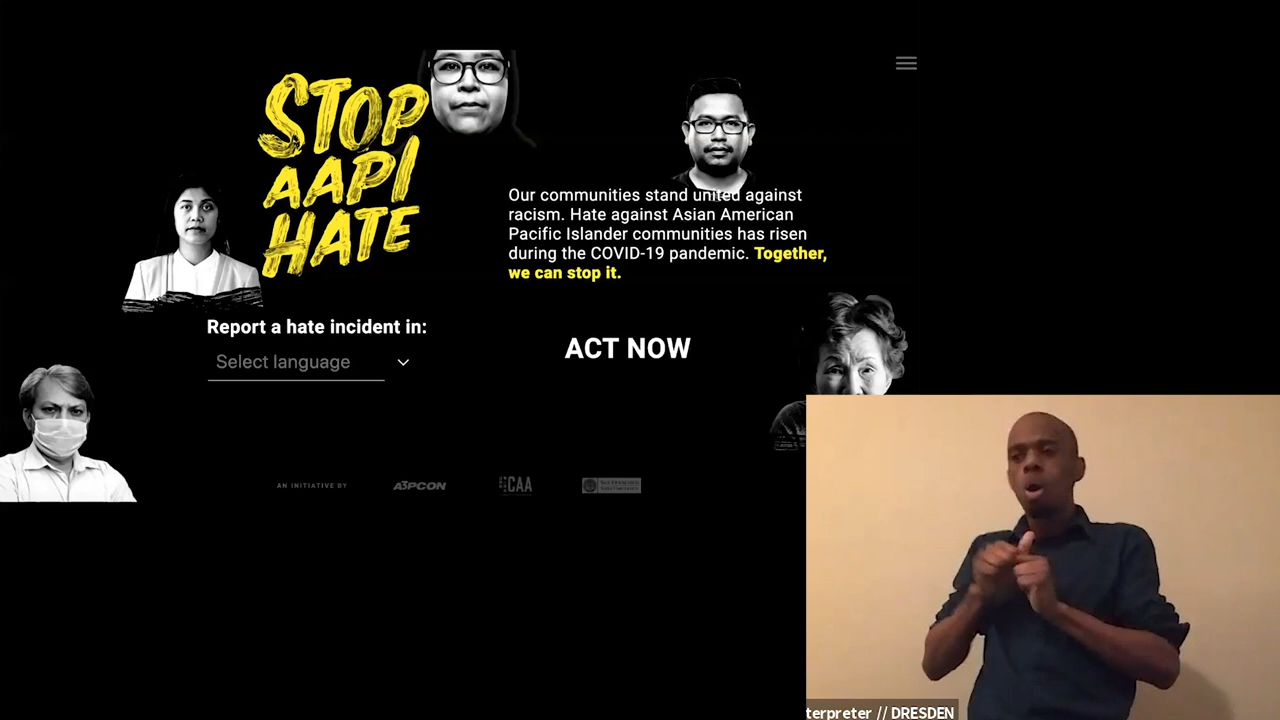 STOP
AAPI
HATE
Our communities stand united against
racism. Hate against Asian American
Pacific Islander communities has risen
during the COVID-19 pandemic. Together,
we can stop it.
Report a hate incident in:
Select language
ACT NOW
AN INITIATIVE BY
A3PCON
CAA
terpreter // DRESDEN